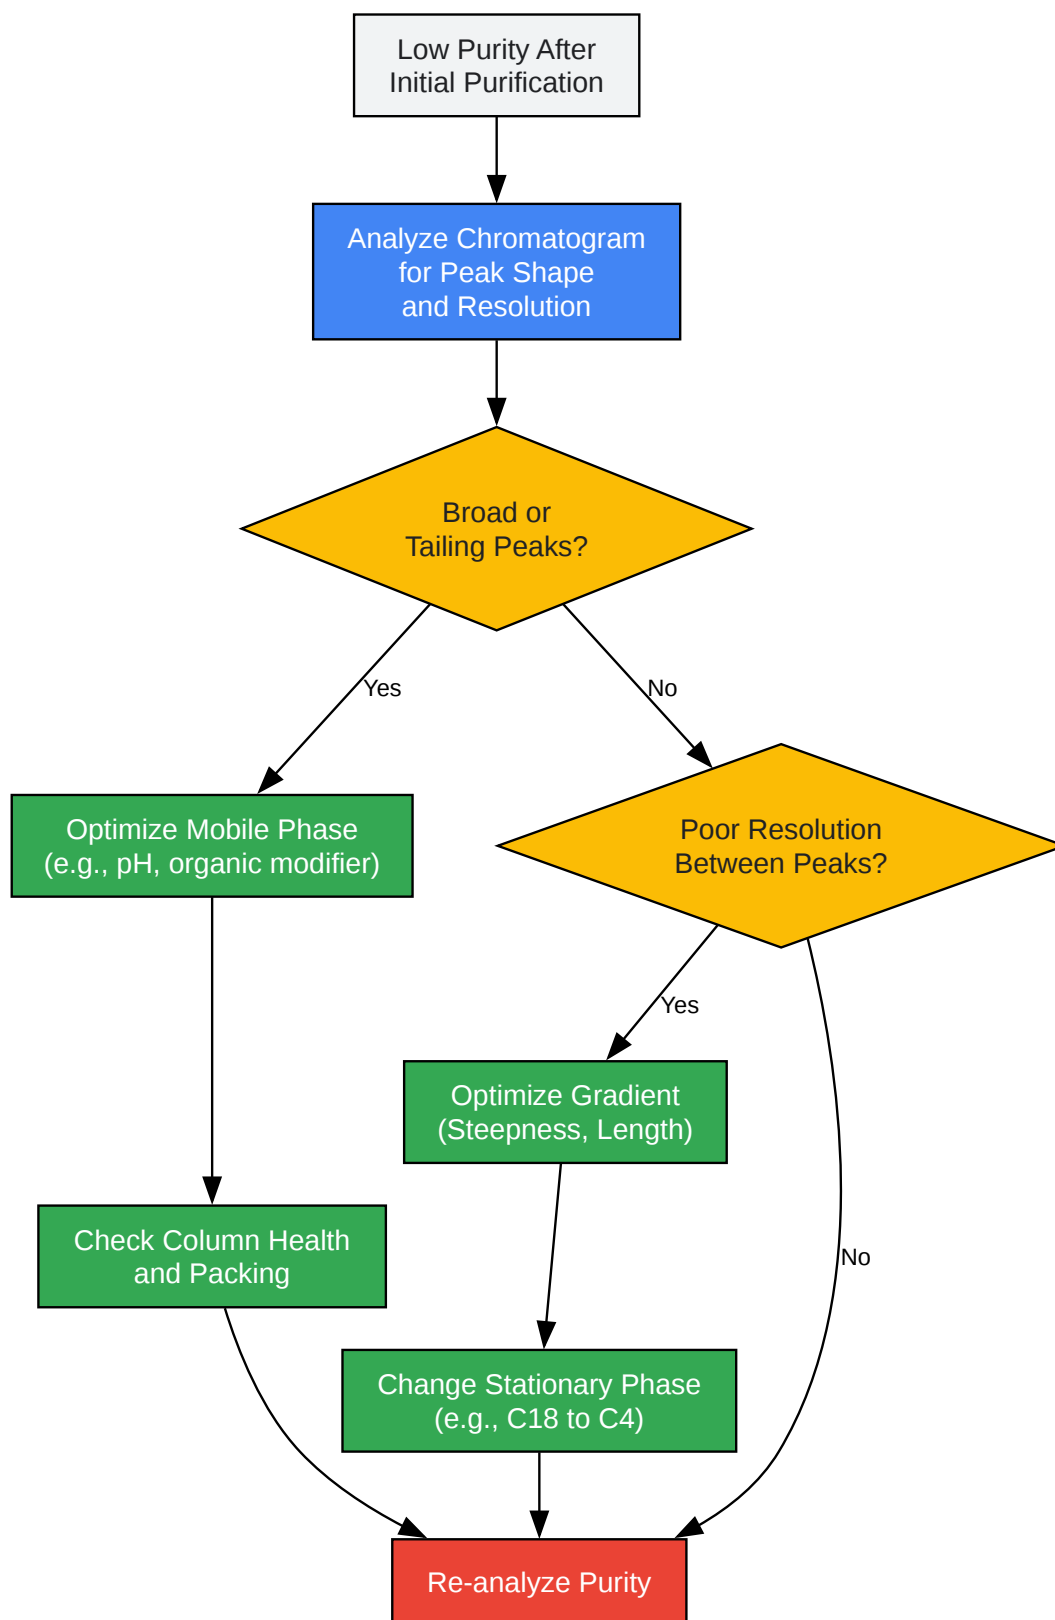 Low Purity After
Initial Purification
Analyze Chromatogram
for Peak Shape
and Resolution
Broad or
Tailing Peaks?
Yes
No
Optimize Mobile Phase
(e.g., pH, organic modifier)
Poor Resolution
Between Peaks?
Yes
Optimize Gradient
(Steepness, Length)
Check Column Health
and Packing
No
Change Stationary Phase
(e.g., C18 to C4)
Re-analyze Purity